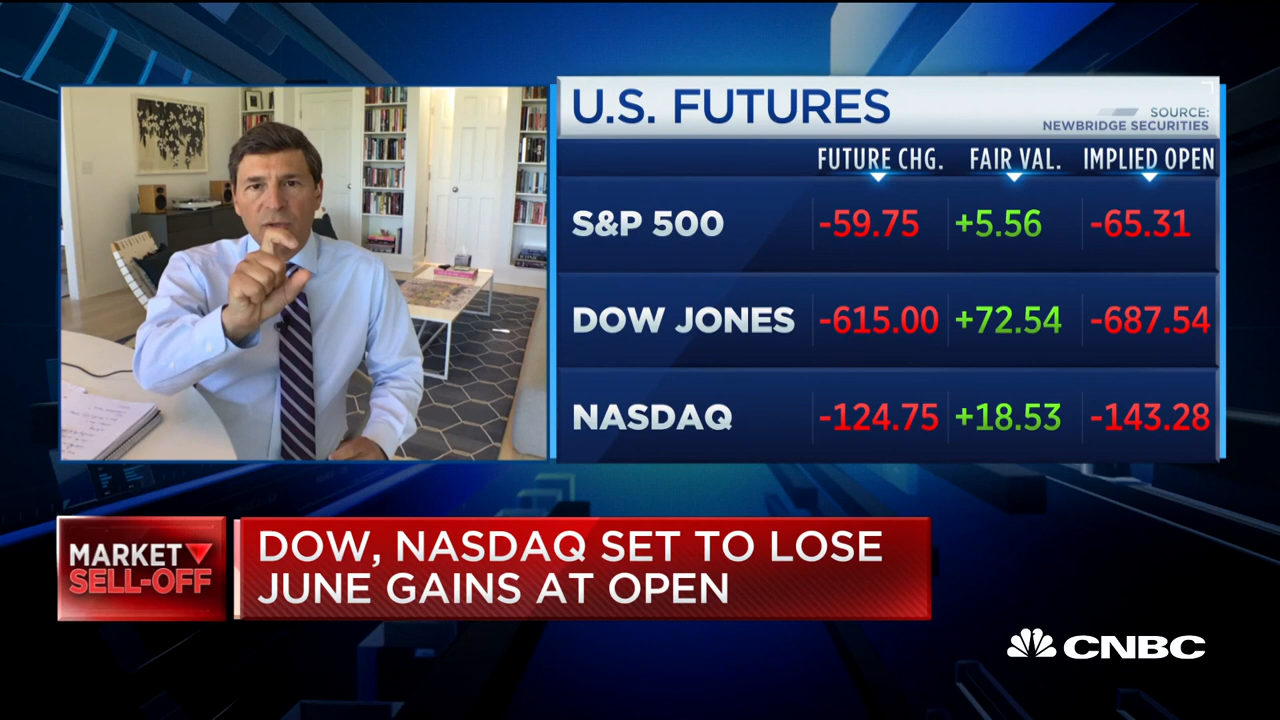 U.S. FUTURES
SOURCE:
NEWBRIDGE SECURITIES
FUTURE CHG. FAIR VAL. IMPLIED OPEN
S&P 500 -59.75 +5.56 -65.31
DOW JONES -615.00 +72.54 -687.54
NASDAQ -124.75 +18.53 -143.28
MARKET
SELL-OFF
DOW, NASDAQ SET TO LOSE
JUNE GAINS AT OPEN
CNBC